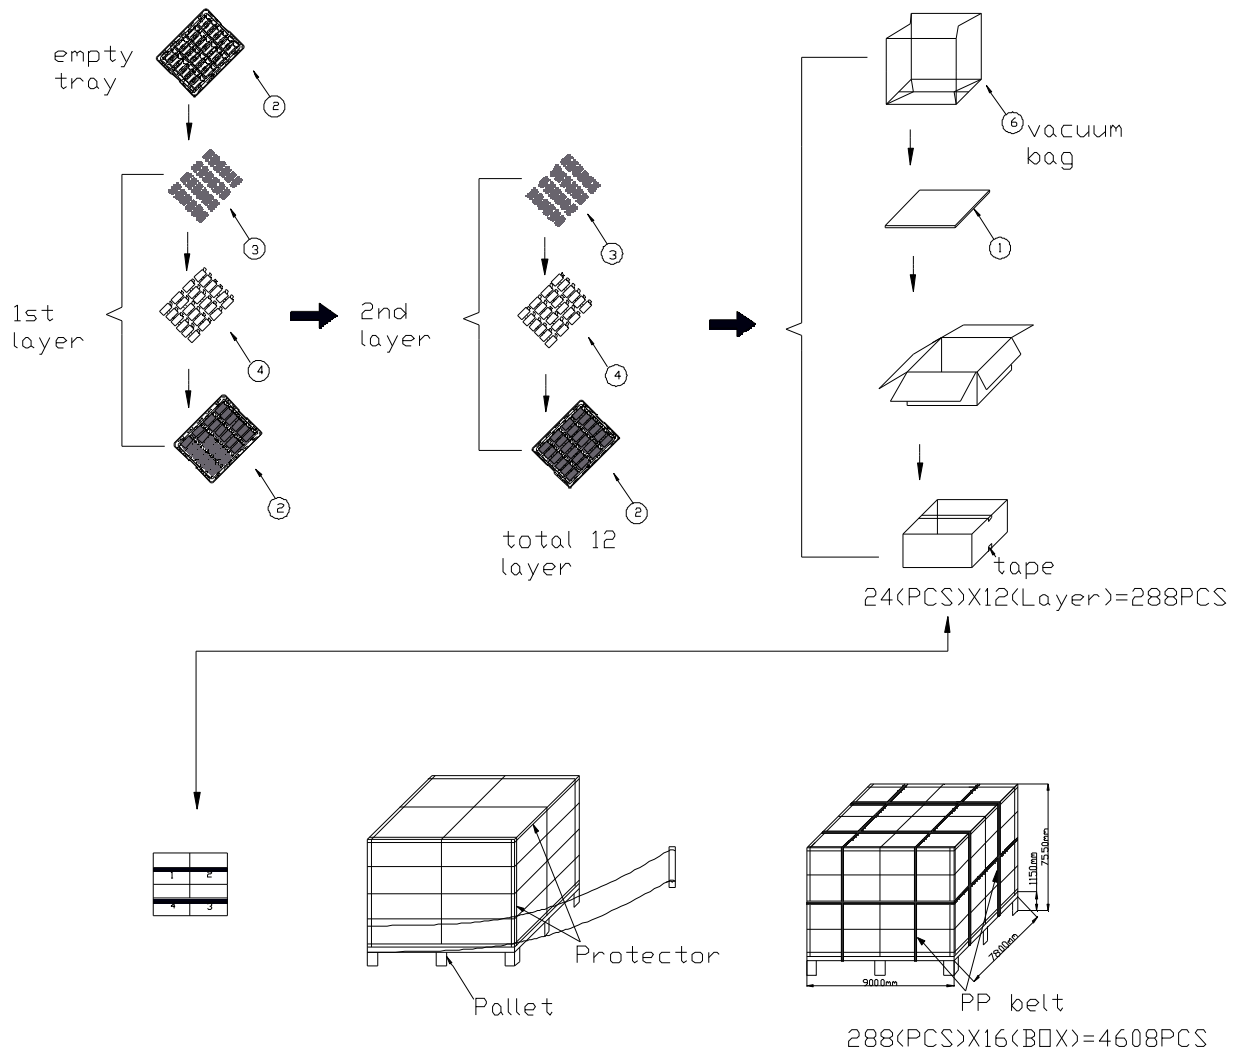 empty
tray
2
3
1st
layer
4
2
3
2nd
layer
4
2
total 12
layer
6
vacuum
bag
1
tape
24(PCS)X12(Layer)=288PCS
1 2
4 3
Protector
Pallet
7550mm
1150mm
7800mm
9000mm
PP belt
288(PCS)X16(BOX)=4608PCS